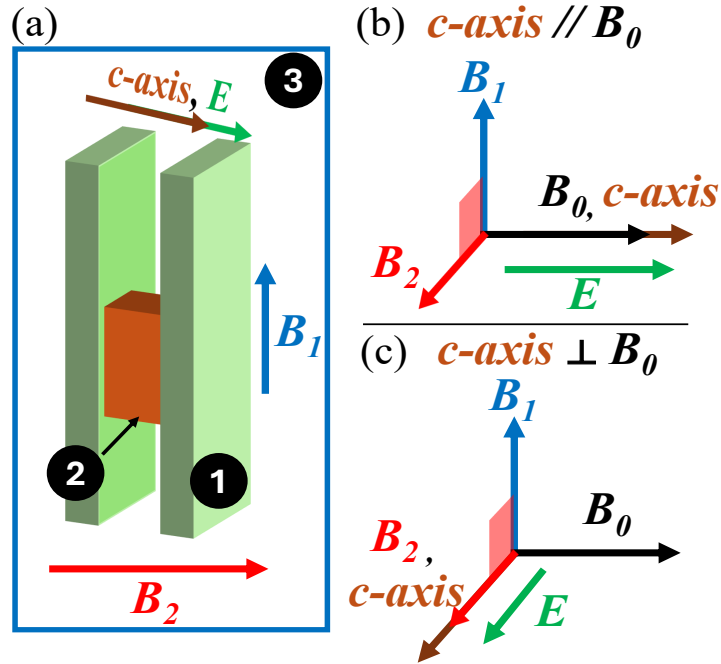 (a)
c-axis, E
3
B1
2
1
B2
(b) c-axis // B0
B1
B0, c-axis
B2
E
(c) c-axis ⊥ B0
B1
B0
B2,
c-axis
E